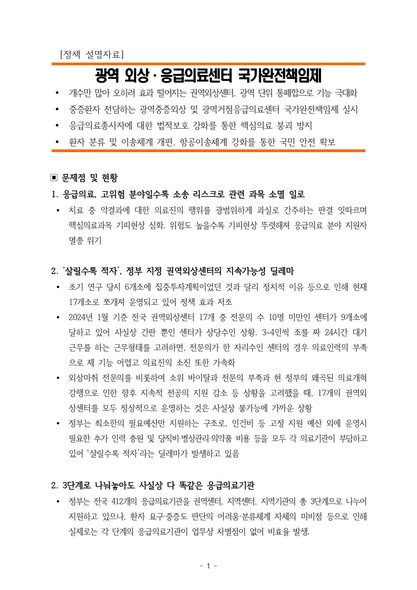 [정책 설명자료]
광역 외상·응급의료센터 국가완전책임제
• 개수만 많아 오히려 효과 떨어지는 권역외상센터, 광역 단위 통폐합으로 기능 극대화
• 중증환자 전담하는 광역중증외상 및 광역거점응급의료센터 국가완전책임제 실시
• 응급의료종사자에 대한 법적보호 강화를 통한 핵심의료 붕괴 방지
• 환자 분류 및 이송체계 개편, 항공이송체계 강화를 통한 국민 안전 확보
▣ 문제점 및 현황
1. 응급의료, 고위험 분야일수록 소송 리스크로 관련 과목 소멸 일로
• 치료 중 악결과에 대한 의료진의 행위를 광범위하게 과실로 간주하는 판결 잇따르며
핵심의료과목 기피현상 심화. 위험도 높을수록 기피현상 뚜렷해져 응급의료 분야 지원자
멸종 위기
2. '살릴수록 적자', 정부 지정 권역외상센터의 지속가능성 딜레마
• 초기 연구 당시 6개소에 집중투자계획이었던 것과 달리 정치적 이유 등으로 인해 현재
17개소로 쪼개져 운영되고 있어 정책 효과 저조
• 2024년 1월 기준 전국 권역외상센터 17개 중 전문의 수 10명 미만인 센터가 9개소에
달하고 있어 사실상 간판 뿐인 센터가 상당수인 상황. 3-4인씩 조를 짜 24시간 대기
근무를 하는 근무형태를 고려하면, 전문의가 한 자리수인 센터의 경우 의료인력의 부족
으로 제 기능 어렵고 의료진의 소진 또한 가속화
• 외상마취 전문의를 비롯하여 소위 바이탈과 전문의 부족과 현 정부의 왜곡된 의료개혁
강행으로 인한 향후 지속적 전공의 지원 감소 등 상황을 고려했을 때, 17개의 권역외
상센터를 모두 정상적으로 운영하는 것은 사실상 불가능에 가까운 상황
• 정부는 최소한의 필요예산만 지원하는 구조로, 인건비 등 고정 지원 예산 외에 운영시
필요한 추가 인력 충원 및 당직비·병상관리·의약품 비용 등을 모두 각 의료기관이 부담하고
있어 '살릴수록 적자'라는 딜레마가 발생하고 있음
2. 3단계로 나눠놓아도 사실상 다 똑같은 응급의료기관
• 정부는 전국 412개의 응급의료기관을 권역센터, 지역센터, 지역기관의 총 3단계으로 나누어
지원하고 있으나, 환자 요구·중증도 판단의 어려움·분류체계 자체의 미비점 등으로 인해
실제로는 각 단계의 응급의료기관이 업무상 차별점이 없어 비효율 발생.
- 1 -